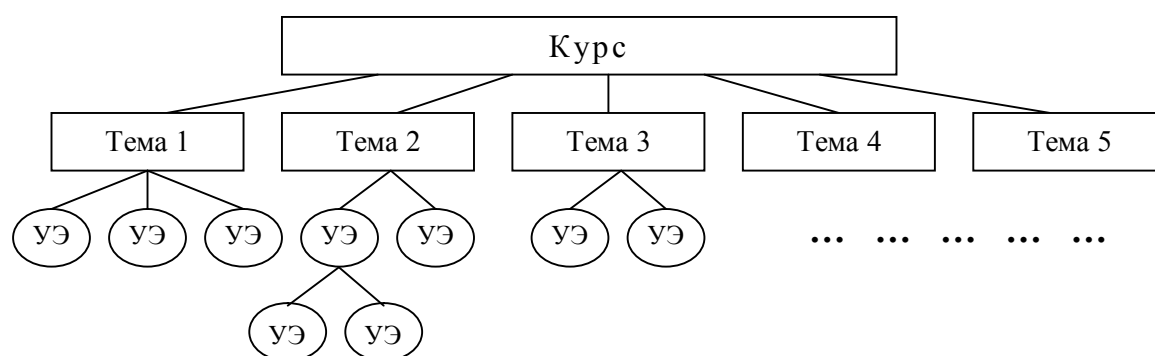 Курс
Тема 1 Тема 2 Тема 3 Тема 4 Тема 5
УЭ УЭ УЭ УЭ УЭ УЭ УЭ ... ... ... ... ...
УЭ УЭ